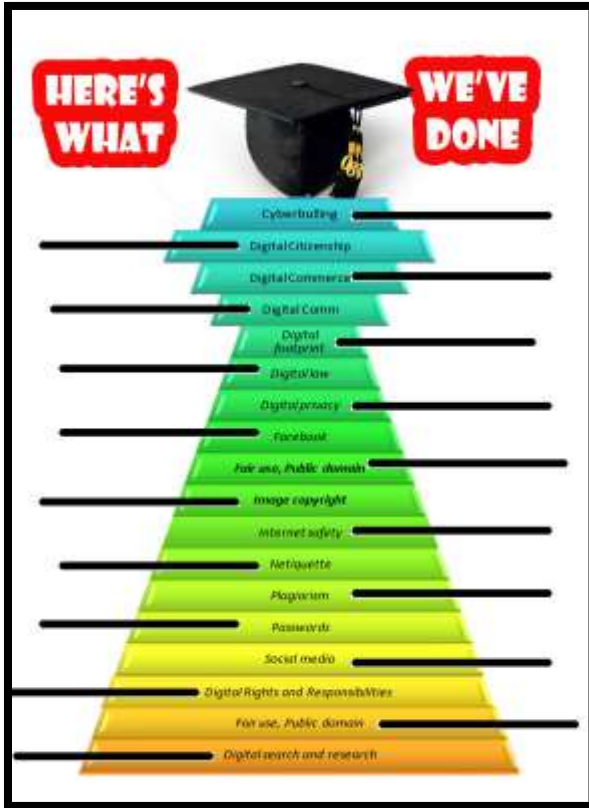 HERE'S
WHAT
WE'VE
DONE
Cyberbulling
Digital Citizenship
Digital Commerce
Digital Comm
Digital
footprint
Digital law
Digital privacy
Facebook
Fair use, Public domain
Image copyright
Internet safety
Netiquette
Plagiarism
Passwords
Social media
Digital Rights and Responsibilities
Fair use, Public domain
Digital search and research